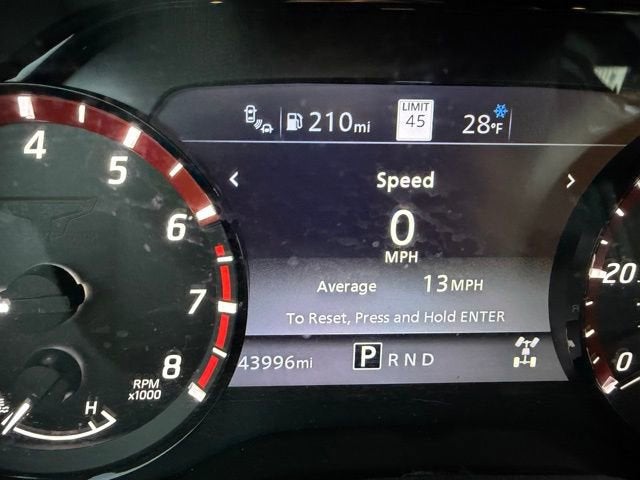 210mi LIMIT 45 28°F
Speed
0
MPH
Average 13MPH
To Reset, Press and Hold ENTER
43996mi P R N D
4
5
6
7
8
RPM
x1000
H
20
0